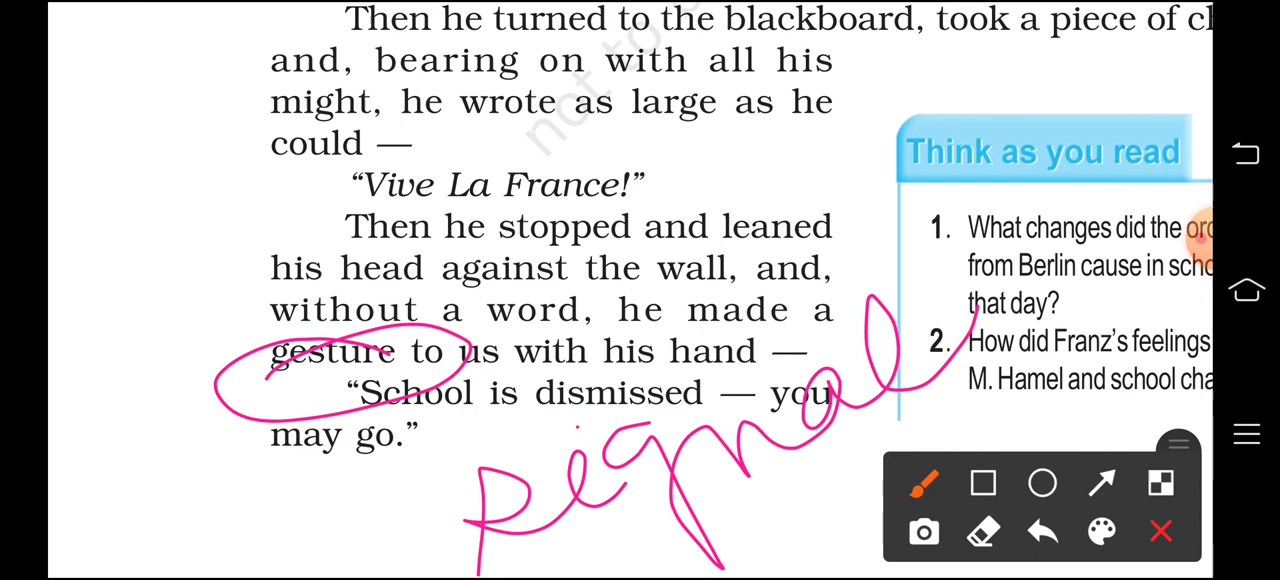 Then he turned to the blackboard, took a piece of c
and, bearing on with all his
might, he wrote as large as he
could —
“Vive La France!”
Then he stopped and leaned
his head against the wall, and,
without a word, he made a
gesture to us with his hand —
“School is dismissed — you
may go.”
signal
not to
Think as you read
1. What changes did the
from Berlin cause in
that day?
2. How did Franz’s feelings
M. Hamel and school